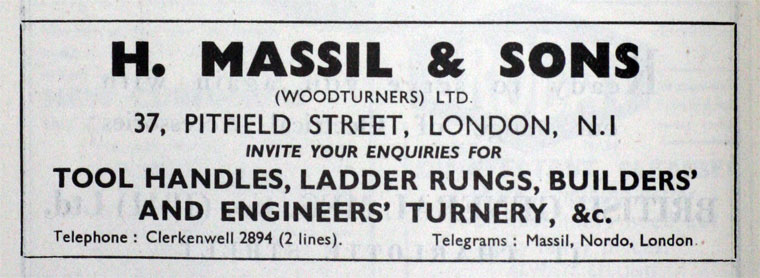 H. MASSIL & SONS
(WOODTURNERS) LTD.
37, PITFIELD STREET, LONDON, N.1
INVITE YOUR ENQUIRIES FOR
TOOL HANDLES, LADDER RUNGS, BUILDERS'
AND ENGINEERS' TURNERY, &c.
Telephone : Clerkenwell 2894 (2 lines). Telegrams : Massil, Nordo, London.